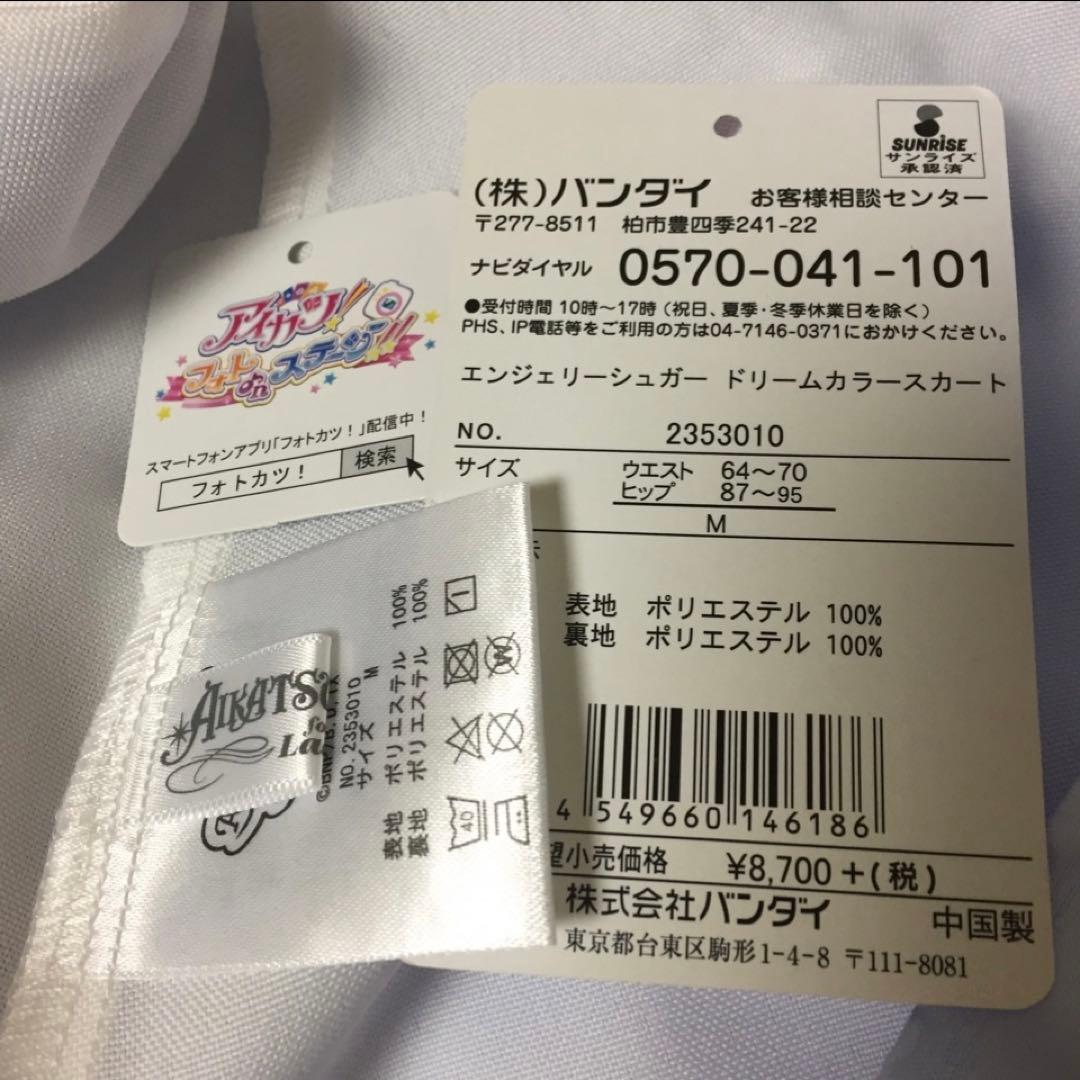 SUNRISE
サンライズ
承認済
(株)バンダイ お客様相談センター
〒277-8511 柏市豊四季241-22
ナビダイヤル 0570-041-101
●受付時間 10時～17時(祝日、夏季・冬季休業日を除く)
PHS、IP電話等をご利用の方は04-7146-0371におかけください。
エンジェリーシュガー ドリームカラースカート
NO. 2353010
サイズ ウエスト 64～70
ヒップ 87～95
M
表地 ポリエステル 100%
裏地 ポリエステル 100%
4 549660 146186
望小売価格 ¥8,700+(税)
株式会社バンダイ 中国製
東京都台東区駒形1-4-8 〒111-8081
アイカツ!
フォトonステージ!!
スマートフォンアプリ「フォトカツ!」配信中!
フォトカツ! 検索
AIKATS
La
NO.2353010
サイズ M
表地 ポリエステル 100%
裏地 ポリエステル 100%
40
W